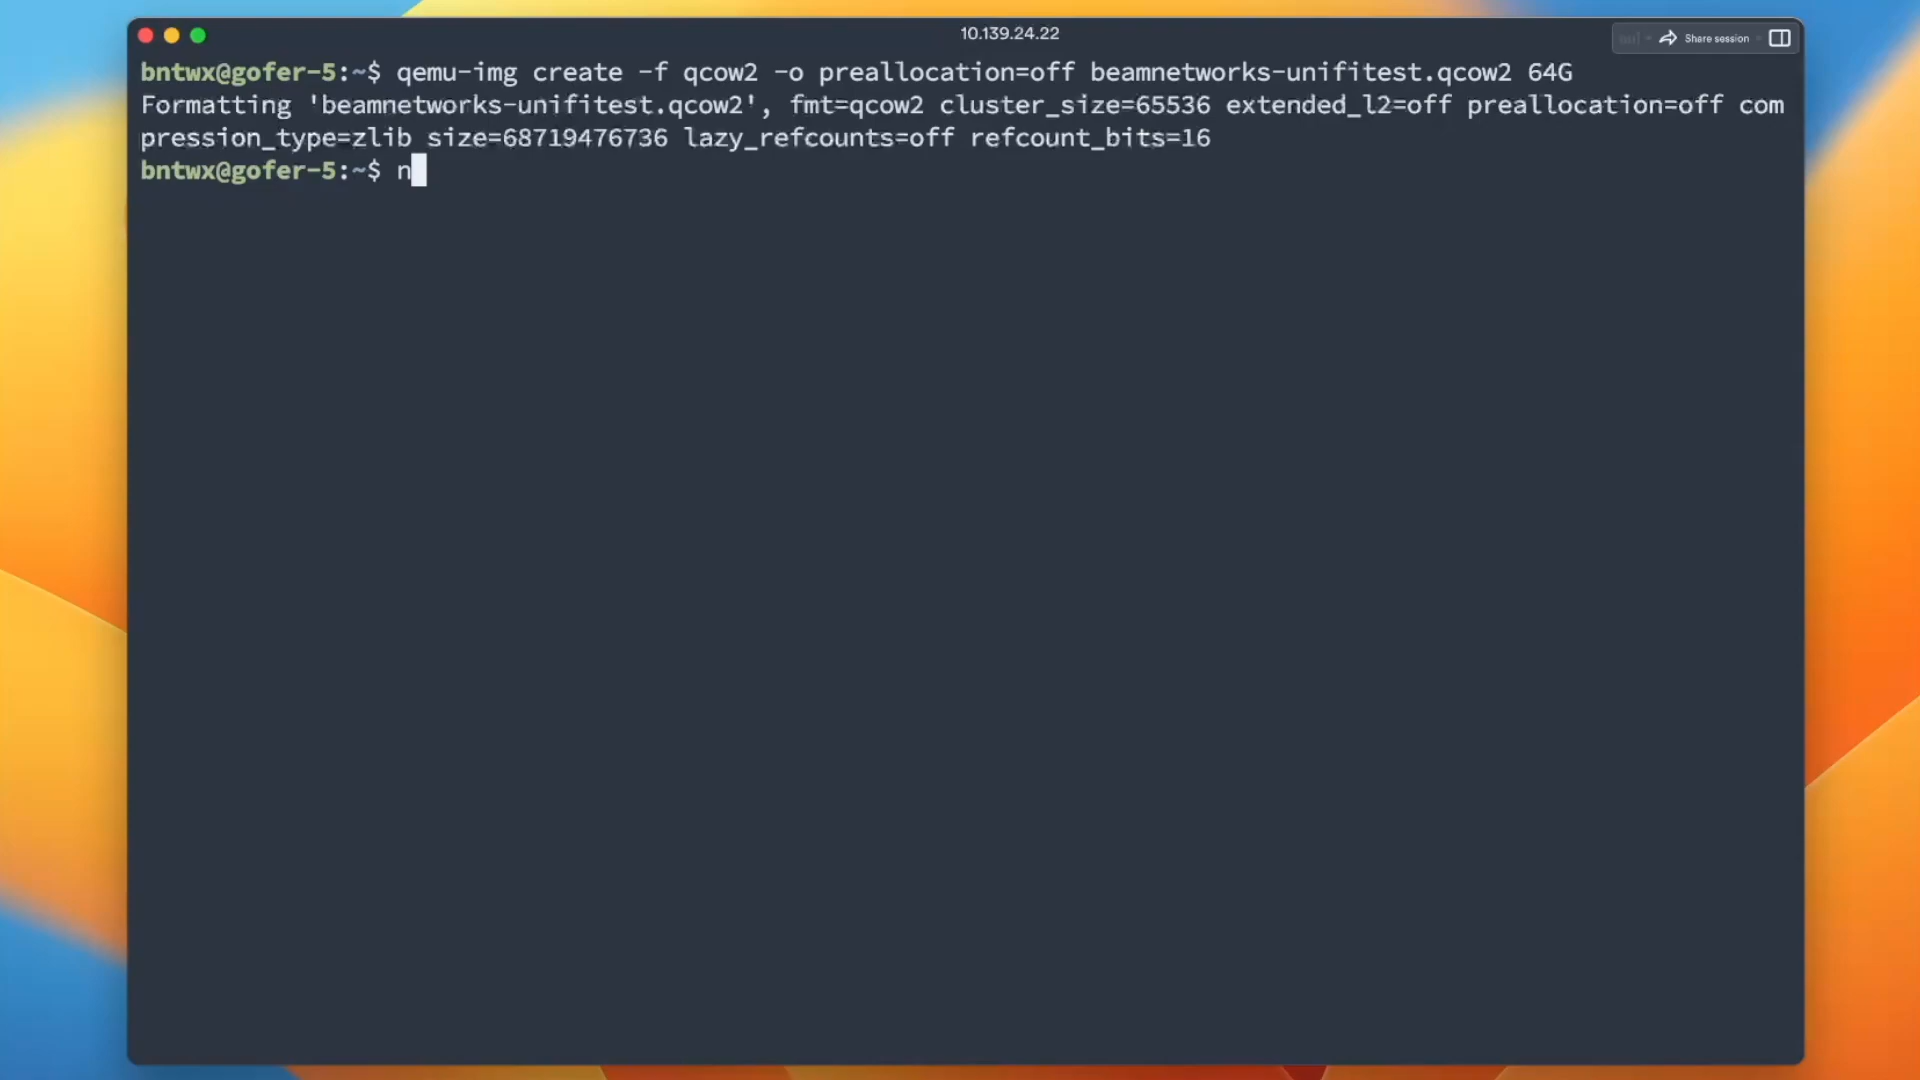 10.139.24.22
Share session
bntwx@gofer-5:~$ qemu-img create -f qcow2 -o preallocation=off beamnetworks-unifitest.qcow2 64G
Formatting 'beamnetworks-unifitest.qcow2', fmt=qcow2 cluster_size=65536 extended_l2=off preallocation=off com
pression_type=zlib size=68719476736 lazy_refcounts=off refcount_bits=16
bntwx@gofer-5:~$ n